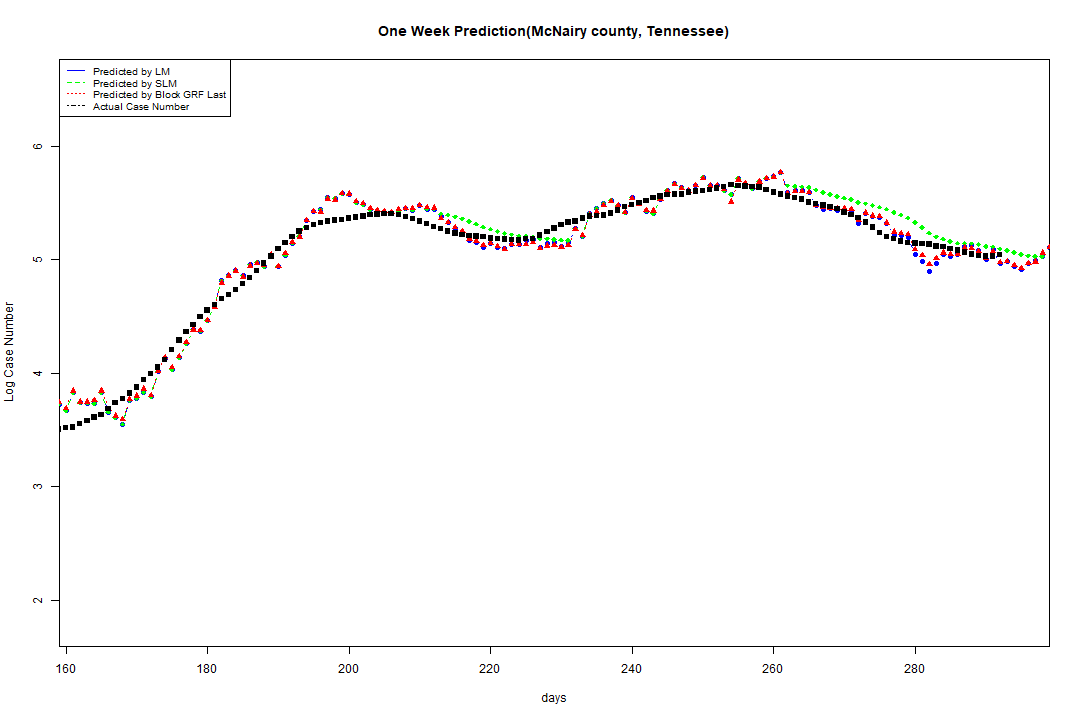 One Week Prediction(McNairy county, Tennessee)
Predicted by LM
Predicted by SLM
Predicted by Block GRF Last
Actual Case Number
6
5
4
3
2
Log Case Number
160 180 200 220 240 260 280
days